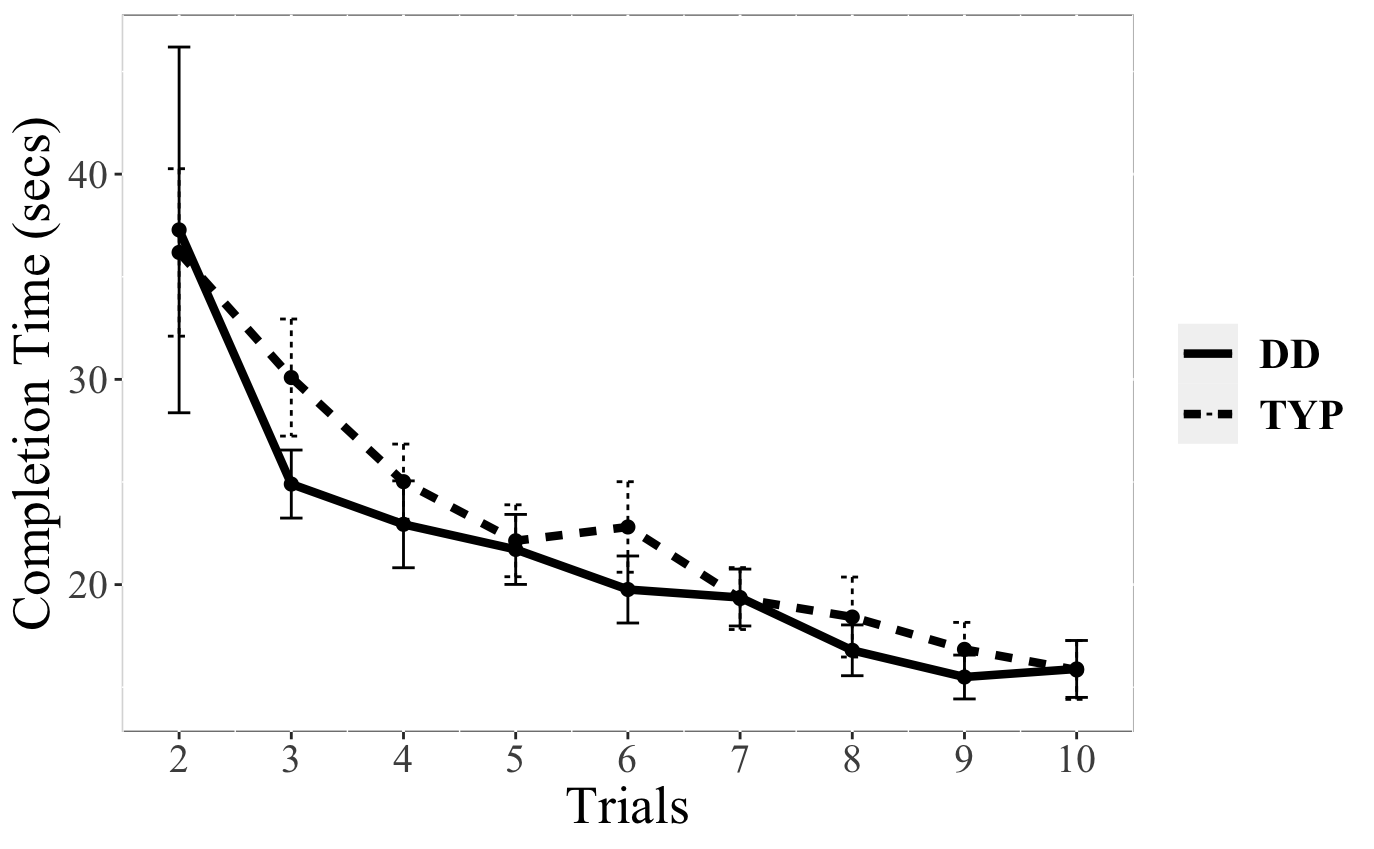 Completion Time (secs)
40
30
20
2 3 4 5 6 7 8 9 10
Trials
DD
TYP